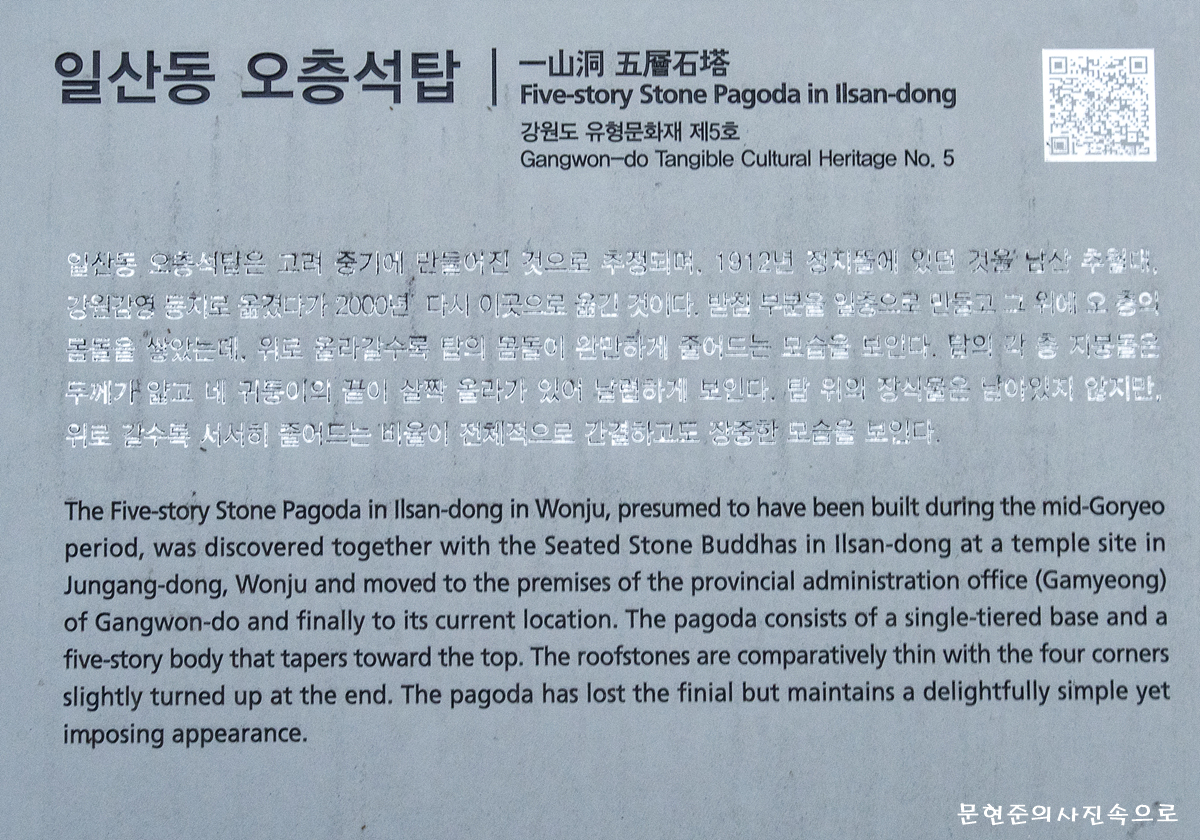 일산동 오층석탑
一山洞 五層石塔
Five-story Stone Pagoda in Ilsan-dong
강원도 유형문화재 제5호
Gangwon-do Tangible Cultural Heritage No. 5
일산동 오층석탑은 고려 중기에 만들어진 것으로 추정되며, 1912년 정지뜰에 있던 것을 남산 추월대,
강원감영 등지로 옮겼다가 2000년 다시 이곳으로 옮긴 것이다. 받침 부분을 일층으로 만들고 그 위에 오 층의
몸돌을 쌓았는데, 위로 올라갈수록 탑의 몸돌이 완만하게 줄어드는 모습을 보인다. 탑의 각 층 지붕돌은
두께가 얇고 네 귀퉁이의 끝이 살짝 올라가 있어 날렵하게 보인다. 탑 위의 장식물은 남아있지 않지만,
위로 갈수록 서서히 줄어드는 비율이 전체적으로 간결하고도 장중한 모습을 보인다.
The Five-story Stone Pagoda in Ilsan-dong in Wonju, presumed to have been built during the mid-Goryeo
period, was discovered together with the Seated Stone Buddhas in Ilsan-dong at a temple site in
Jungang-dong, Wonju and moved to the premises of the provincial administration office (Gamyeong)
of Gangwon-do and finally to its current location. The pagoda consists of a single-tiered base and a
five-story body that tapers toward the top. The roofstones are comparatively thin with the four corners
slightly turned up at the end. The pagoda has lost the finial but maintains a delightfully simple yet
imposing appearance.
문현준의사진속으로